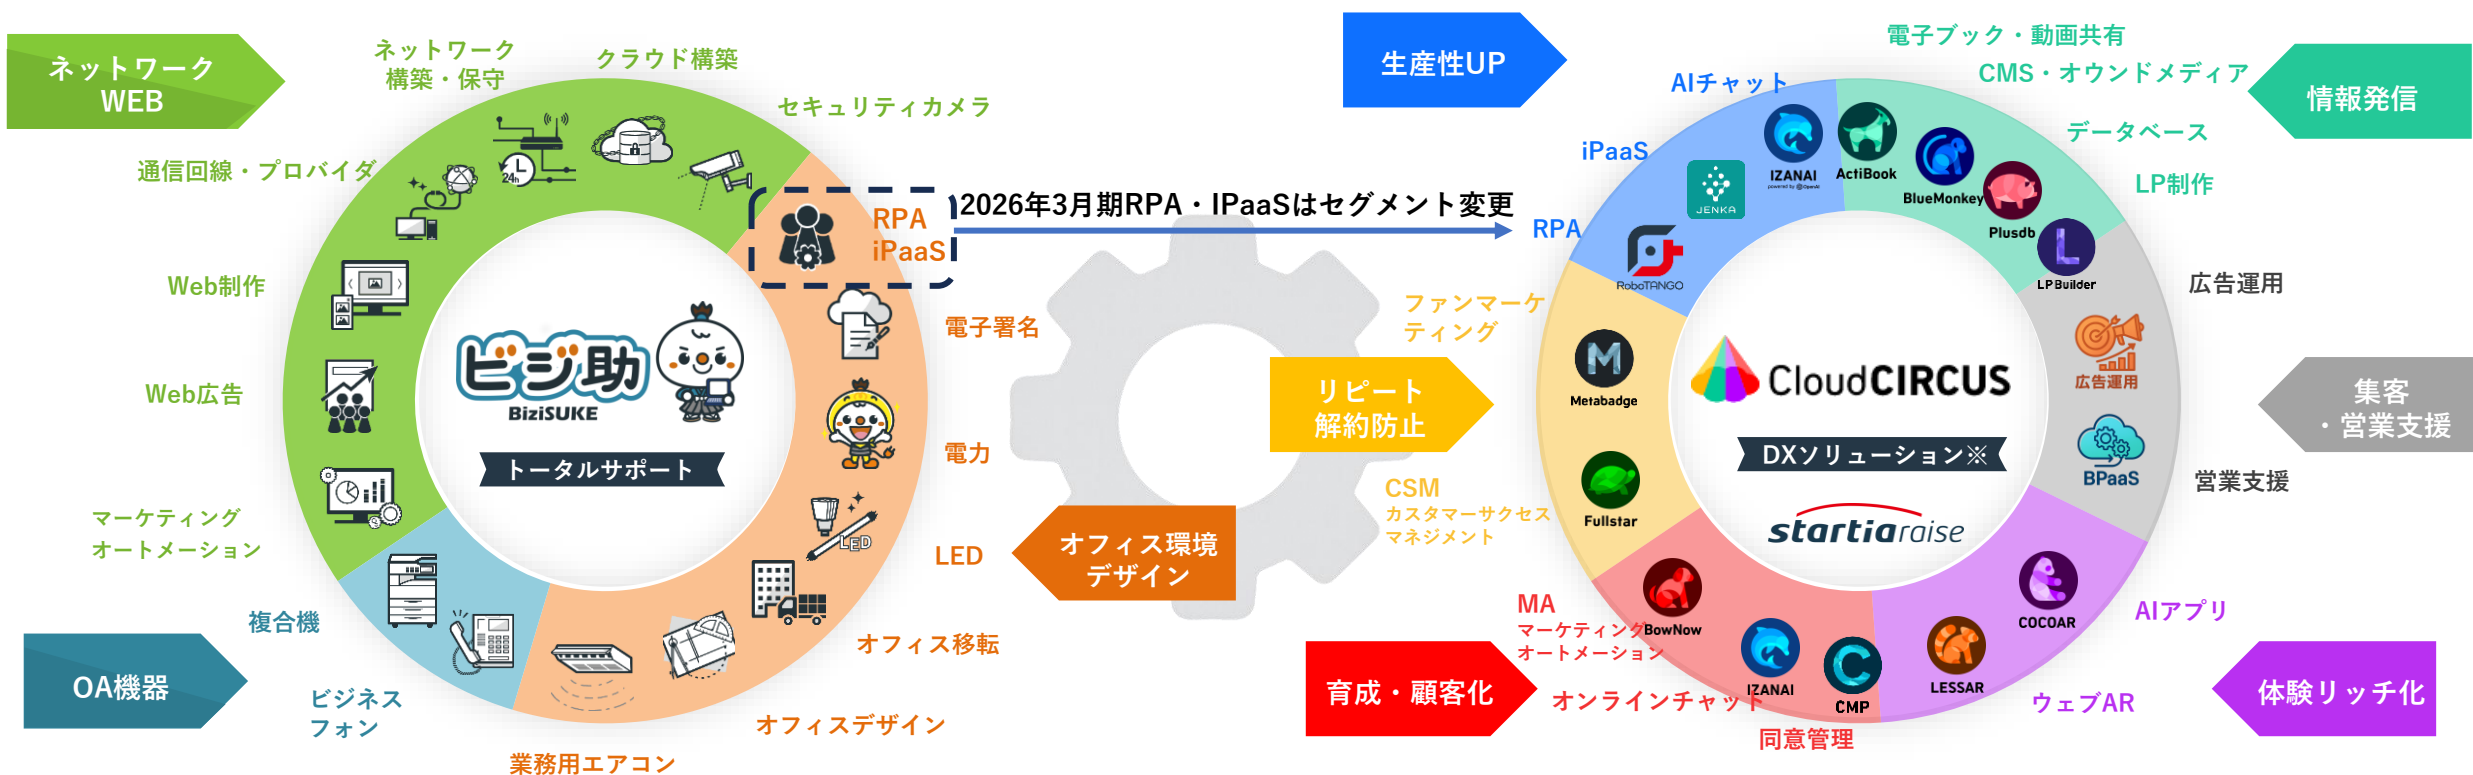 ネットワーク
WEB
ネットワーク
構築・保守
クラウド構築
セキュリティカメラ
通信回線・プロバイダ
24h
Web制作
Web広告
マーケティング
オートメーション
複合機
OA機器
ビジネス
フォン
業務用エアコン
オフィスデザイン
オフィス移転
LED
LED
電力
電子署名
RPA
iPaaS
オフィス環境
デザイン
ビジ助
BiziSUKE
トータルサポート
2026年3月期RPA・IPaaSはセグメント変更
生産性UP
AIチャット
iPaaS
RPA
IZANAI
powered by OpenAI
JENKA
RoboTANGO
電子ブック・動画共有
CMS・オウンドメディア
データベース
LP制作
情報発信
ActiBook
BlueMonkey
Plusdb
L
LPBuilder
広告運用
広告運用
BPaaS
営業支援
集客
・営業支援
ファンマーケ
ティング
リピート
解約防止
CSM
カスタマーサクセス
マネジメント
M
Metabadge
Fullstar
CloudCIRCUS
DXソリューション※
startiaraise
MA
マーケティング
オートメーション
オンラインチャット
同意管理
育成・顧客化
BowNow
IZANAI
C
CMP
LESSAR
COCOAR
AIアプリ
ウェブAR
体験リッチ化